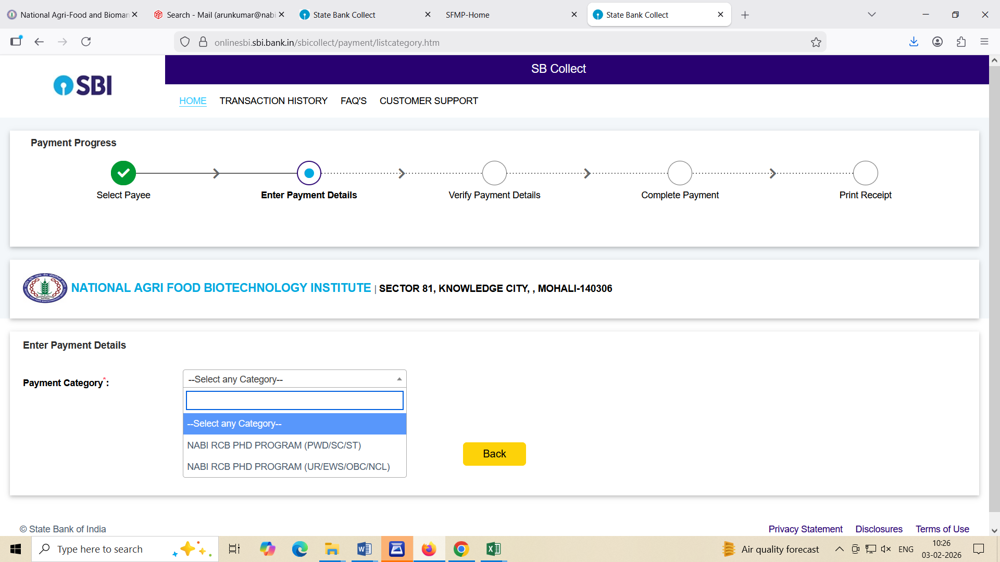 National Agri-Food and Bioman
Search - Mail (arunkumar@nabi
State Bank Collect
SFMP-Home
State Bank Collect
onlinesbi.sbi.bank.in/sbicollect/payment/listcategory.htm
SBI
SB Collect
HOME
TRANSACTION HISTORY
FAQ'S
CUSTOMER SUPPORT
Payment Progress
Select Payee
Enter Payment Details
Verify Payment Details
Complete Payment
Print Receipt
NATIONAL AGRI FOOD BIOTECHNOLOGY INSTITUTE | SECTOR 81, KNOWLEDGE CITY, , MOHALI-140306
Enter Payment Details
Payment Category*:
--Select any Category--
--Select any Category--
NABI RCB PHD PROGRAM (PWD/SC/ST)
NABI RCB PHD PROGRAM (UR/EWS/OBC/NCL)
Back
© State Bank of India
Privacy Statement
Disclosures
Terms of Use
Type here to search
Air quality forecast
ENG
10:26
03-02-2026